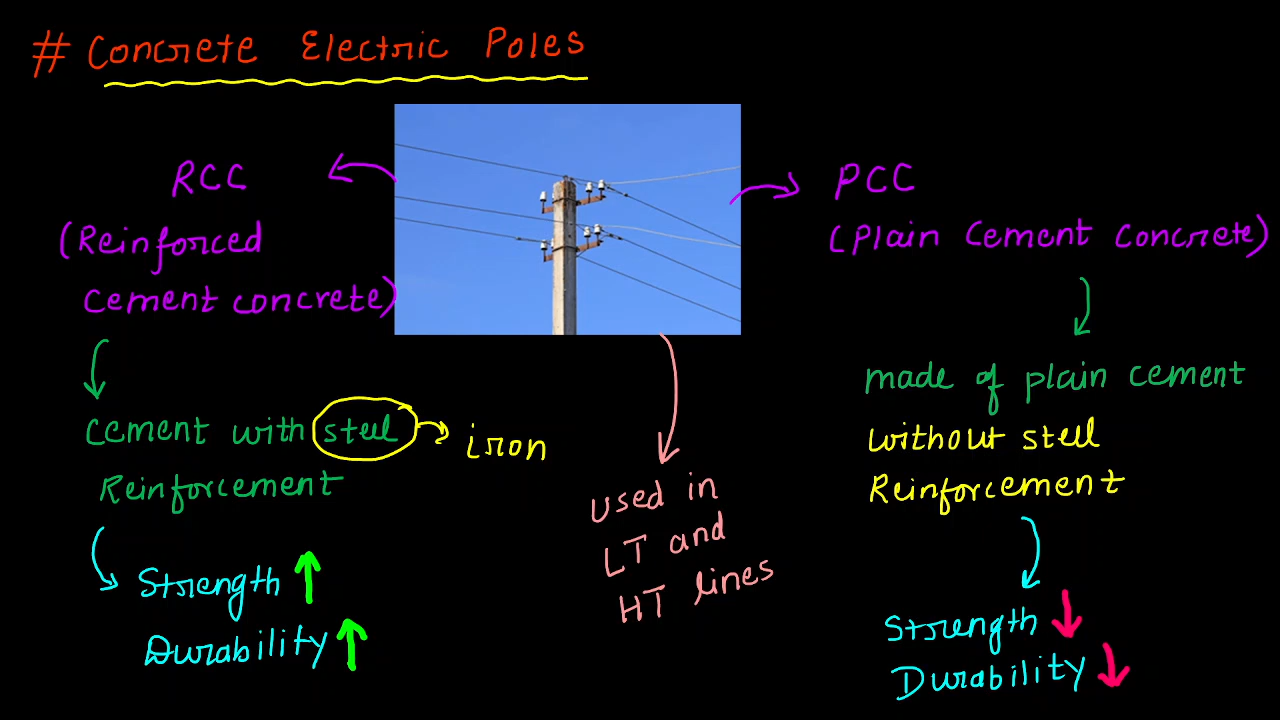 # Concrete Electric Poles
RCC
(Reinforced
Cement concrete)
Cement with steel
Reinforcement
iron
Strength ↑
Durability ↑
used in
LT and
HT lines
PCC
(Plain Cement Concrete)
made of plain cement
without steel
Reinforcement
Strength ↓
Durability ↓